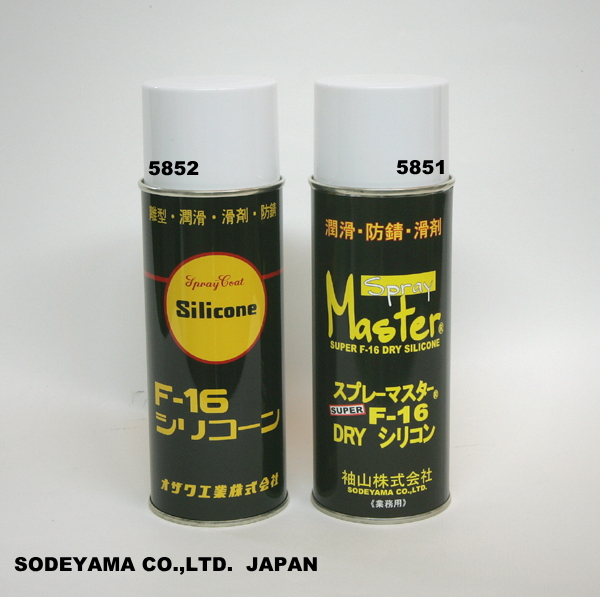 5852
離型・潤滑・滑剤・防錆
Spray Coat
Silicone
F-16
シリコーン
オザワ工業株式会社
5851
潤滑・防錆・滑剤
Spray
Master®
SUPER F-16 DRY SILICONE
スプレーマスター®
SUPER F-16
DRY シリコン
袖山株式会社
SODEYAMA CO.,LTD.
《業務用》
SODEYAMA CO.,LTD. JAPAN